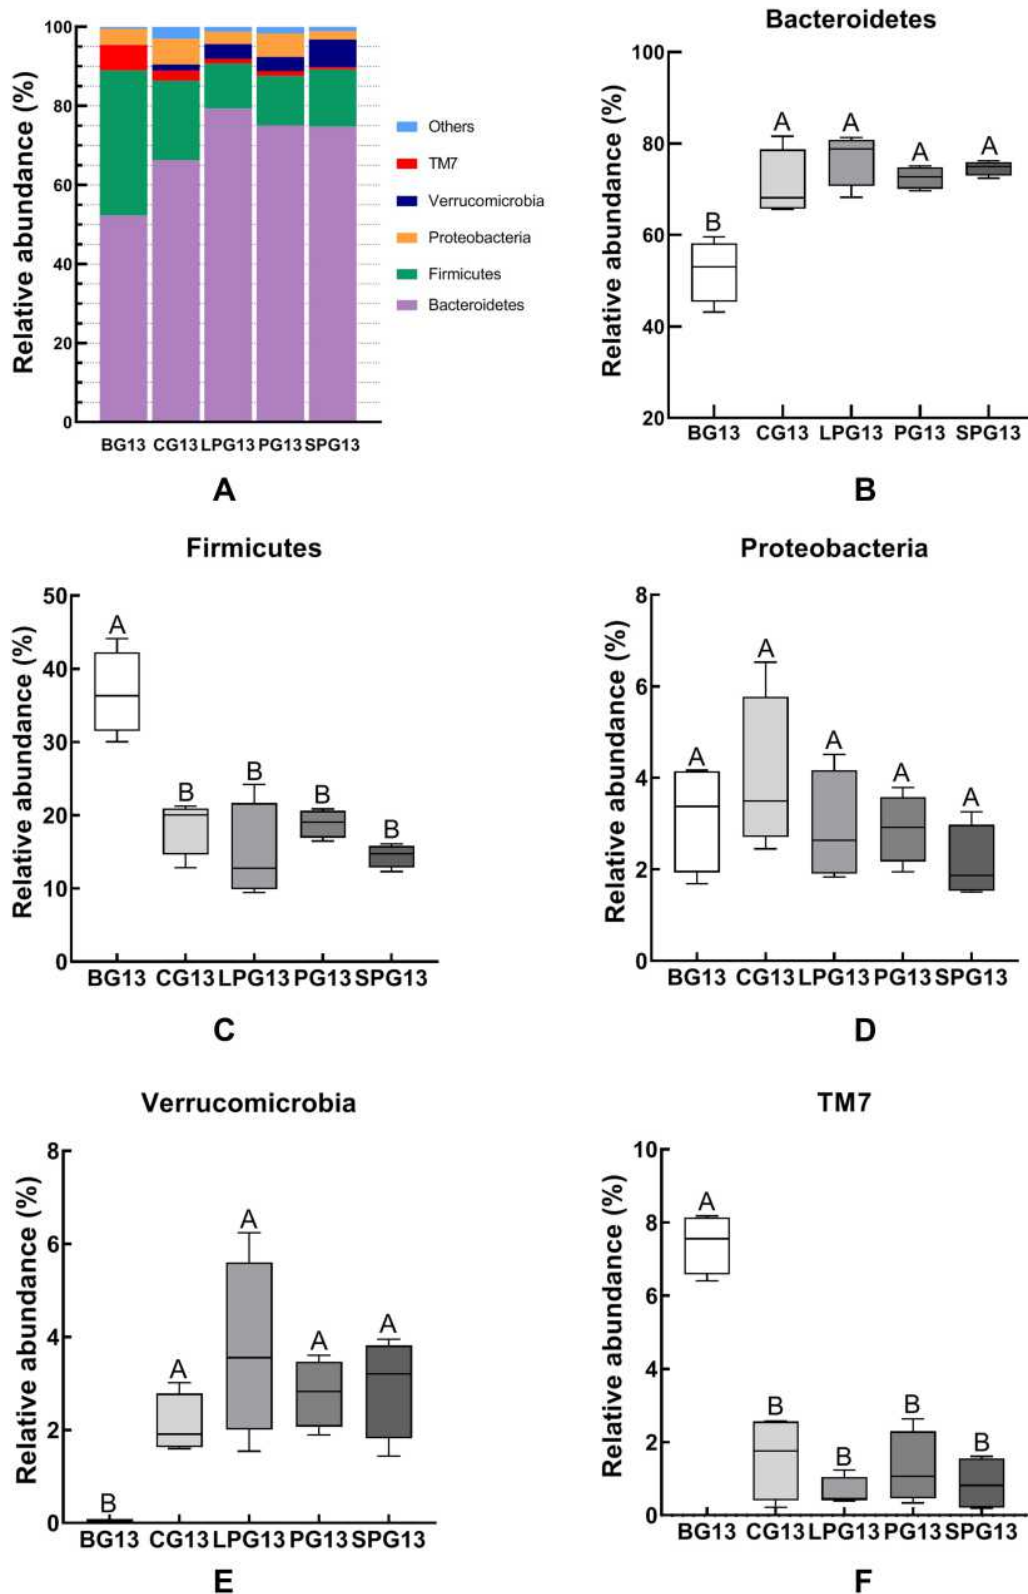 Relative abundance (%)
100
80
60
40
20
0
BG13 CG13 LPG13 PG13 SPG13
Others
TM7
Verrucomicrobia
Proteobacteria
Firmicutes
Bacteroidetes
A
Bacteroidetes
Relative abundance (%)
100
80
60
40
20
B
A
A
A
A
BG13 CG13 LPG13 PG13 SPG13
B
Firmicutes
Relative abundance (%)
50
40
30
20
10
0
A
B
B
B
B
BG13 CG13 LPG13 PG13 SPG13
C
Proteobacteria
Relative abundance (%)
8
6
4
2
0
A
A
A
A
A
BG13 CG13 LPG13 PG13 SPG13
D
Verrucomicrobia
Relative abundance (%)
8
6
4
2
0
B
A
A
A
A
BG13 CG13 LPG13 PG13 SPG13
E
TM7
Relative abundance (%)
10
8
6
4
2
0
A
B
B
B
B
BG13 CG13 LPG13 PG13 SPG13
F